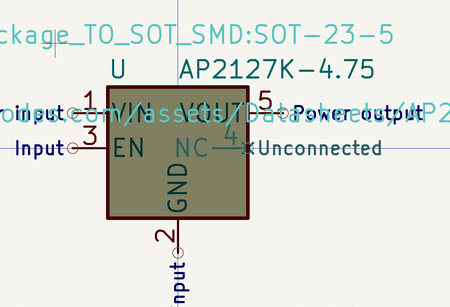 ckage_TO_SOT_SMD:SOT-23-5
U AP2127K-4.75
r input 1 VIN VOUT 5 Power output
odes.com/assets/Datasheets/AP2
Input 3 EN NC 4 Unconnected
GND
2
nput